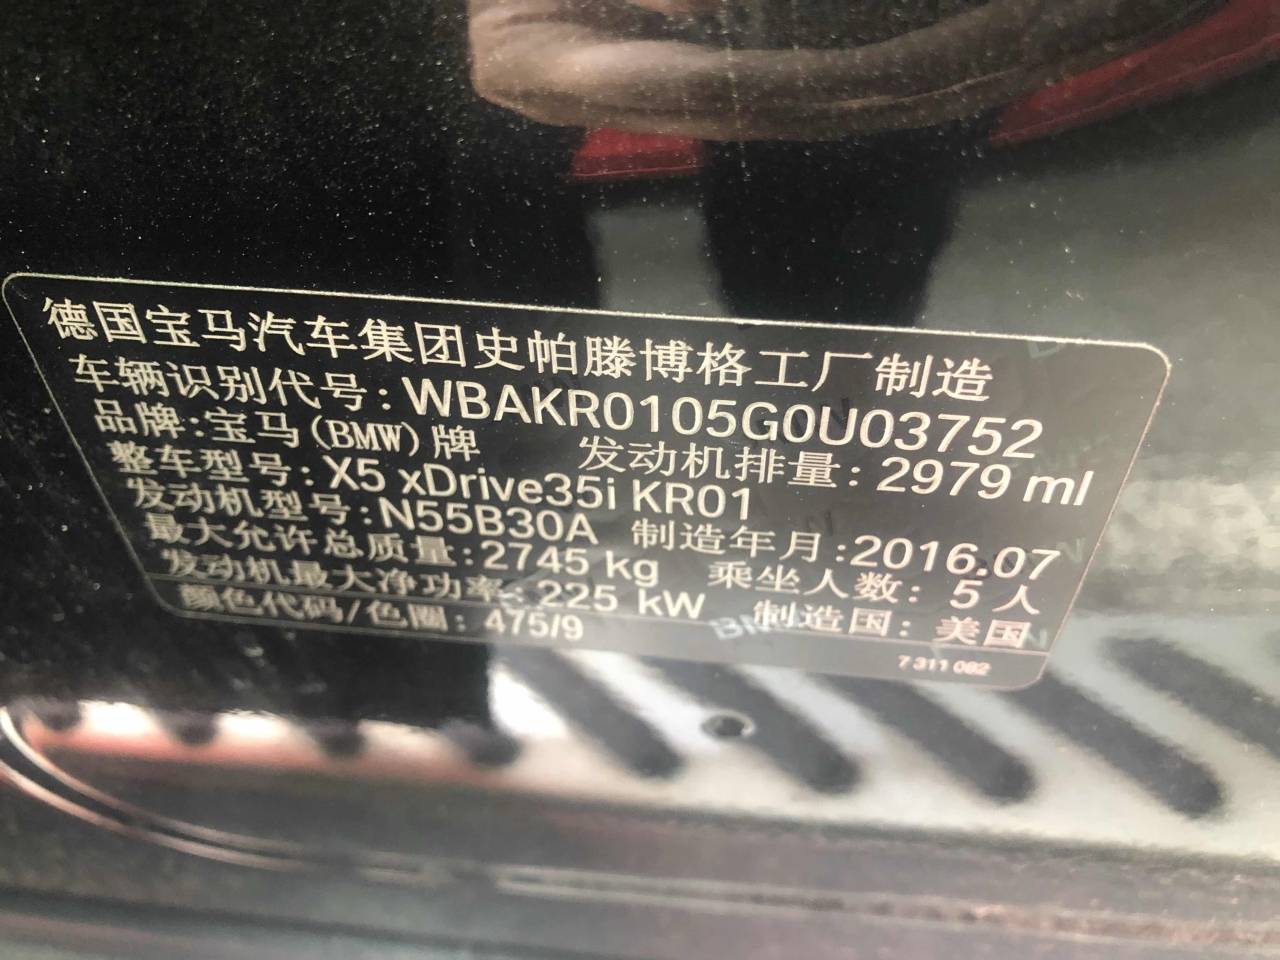 德国宝马汽车集团史帕滕博格工厂制造
车辆识别代号: WBAKR0105G0U03752
品牌: 宝马(BMW)牌 发动机排量: 2979 ml
整车型号: X5 xDrive35i KR01
发动机型号: N55B30A 制造年月: 2016.07
最大允许总质量: 2745 kg 乘坐人数: 5 人
发动机最大净功率: 225 kW 制造国: 美国
颜色代码/色圈: 475/9
7 311 082